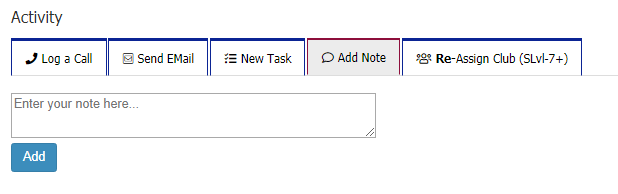 Activity
Log a Call Send EMail New Task Add Note Re-Assign Club (SLvl-7+)
Enter your note here...
Add